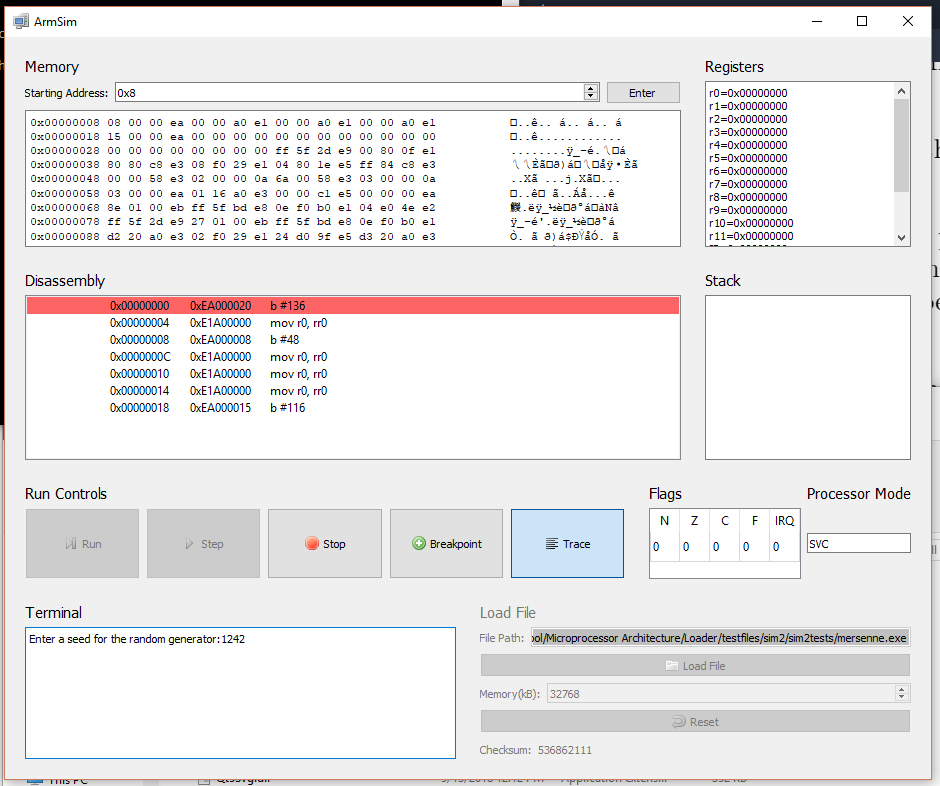 ArmSim
Memory
Starting Address: 0x8 Enter
0x00000008 08 00 00 ea 00 00 a0 e1 00 00 a0 e1 00 00 a0 e1
0x00000018 15 00 00 ea 00 00 00 00 00 00 00 00 00 00 00 00
0x00000028 00 00 00 00 00 00 00 00 ff 5f 2d e9 00 80 0f e1
0x00000038 80 80 c8 e3 08 f0 29 e1 04 80 1e e5 ff 84 c8 e3
0x00000048 00 00 58 e3 02 00 00 0a 6a 00 58 e3 03 00 00 0a
0x00000058 03 00 00 ea 01 16 a0 e3 00 00 c1 e5 00 00 00 ea
0x00000068 8e 01 00 eb ff 5f bd e8 0e f0 b0 e1 04 e0 4e e2
0x00000078 ff 5f 2d e9 27 01 00 eb ff 5f bd e8 0e f0 b0 e1
0x00000088 d2 20 a0 e3 02 f0 29 e1 24 d0 9f e5 d3 20 a0 e3
Registers
r0=0x00000000
r1=0x00000000
r2=0x00000000
r3=0x00000000
r4=0x00000000
r5=0x00000000
r6=0x00000000
r7=0x00000000
r8=0x00000000
r9=0x00000000
r10=0x00000000
r11=0x00000000
Disassembly
0x00000000 0xEA000020 b #136
0x00000004 0xE1A00000 mov r0, rr0
0x00000008 0xEA000008 b #48
0x0000000C 0xE1A00000 mov r0, rr0
0x00000010 0xE1A00000 mov r0, rr0
0x00000014 0xE1A00000 mov r0, rr0
0x00000018 0xEA000015 b #116
Stack
Run Controls
Run Step Stop Breakpoint Trace
Flags
N Z C F IRQ
0 0 0 0 0
Processor Mode
SVC
Terminal
Enter a seed for the random generator:1242
Load File
File Path: ool/Microprocessor Architecture/Loader/testfiles/sim2/sim2tests/mersenne.exe
Load File
Memory(kB): 32768
Reset
Checksum: 536862111